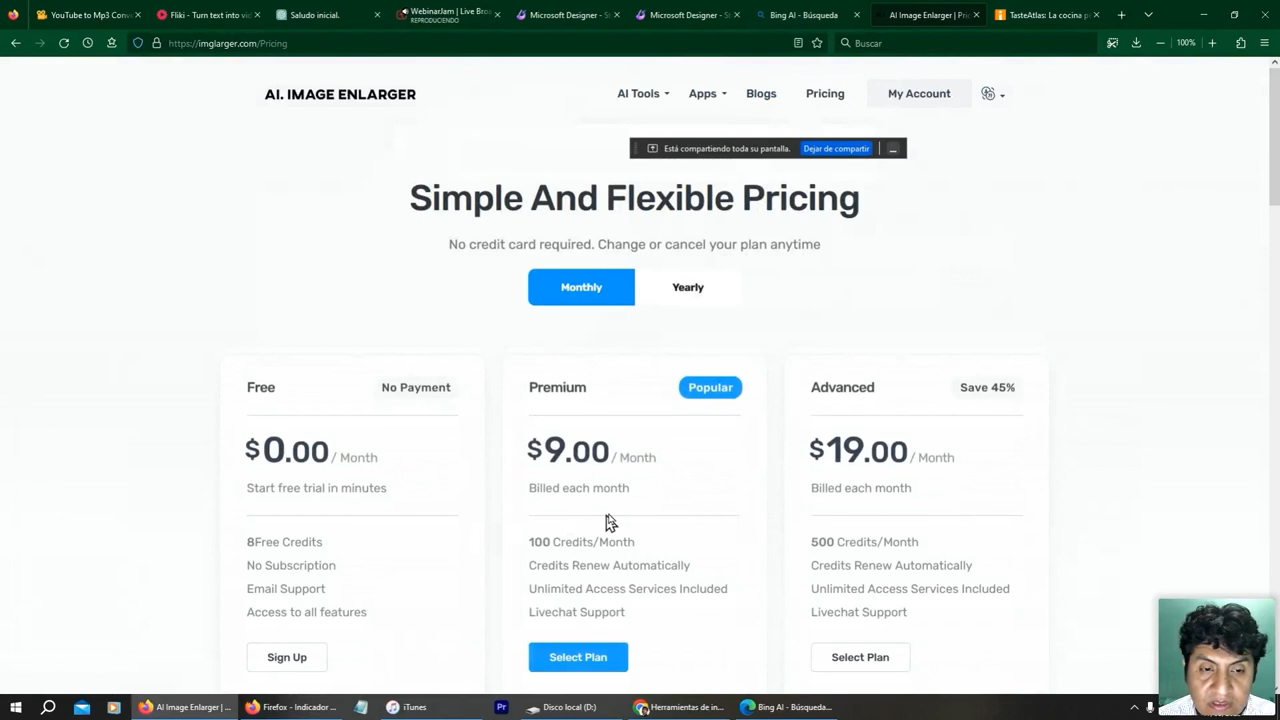 YouTube to Mp3 Conv
Fliki - Turn text into vid
Saludo inicial.
WebinarJam | Live Bro
REPRODUCIENDO
Microsoft Designer - St
Microsoft Designer - St
Bing AI - Búsqueda
AI Image Enlarger | Pric
TasteAtlas: La cocina p
https://imglarger.com/Pricing
Buscar
100%
AI. IMAGE ENLARGER
AI Tools
Apps
Blogs
Pricing
My Account
Está compartiendo toda su pantalla.
Dejar de compartir
Simple And Flexible Pricing
No credit card required. Change or cancel your plan anytime
Monthly
Yearly
Free
No Payment
$0.00 / Month
Start free trial in minutes
8Free Credits
No Subscription
Email Support
Access to all features
Sign Up
Premium
Popular
$9.00 / Month
Billed each month
100 Credits/Month
Credits Renew Automatically
Unlimited Access Services Included
Livechat Support
Select Plan
Advanced
Save 45%
$19.00 / Month
Billed each month
500 Credits/Month
Credits Renew Automatically
Unlimited Access Services Included
Livechat Support
Select Plan
AI Image Enlarger | ...
Firefox - Indicador ...
iTunes
Pr
Disco local (D:)
Herramientas de in...
Bing AI - Búsqueda...